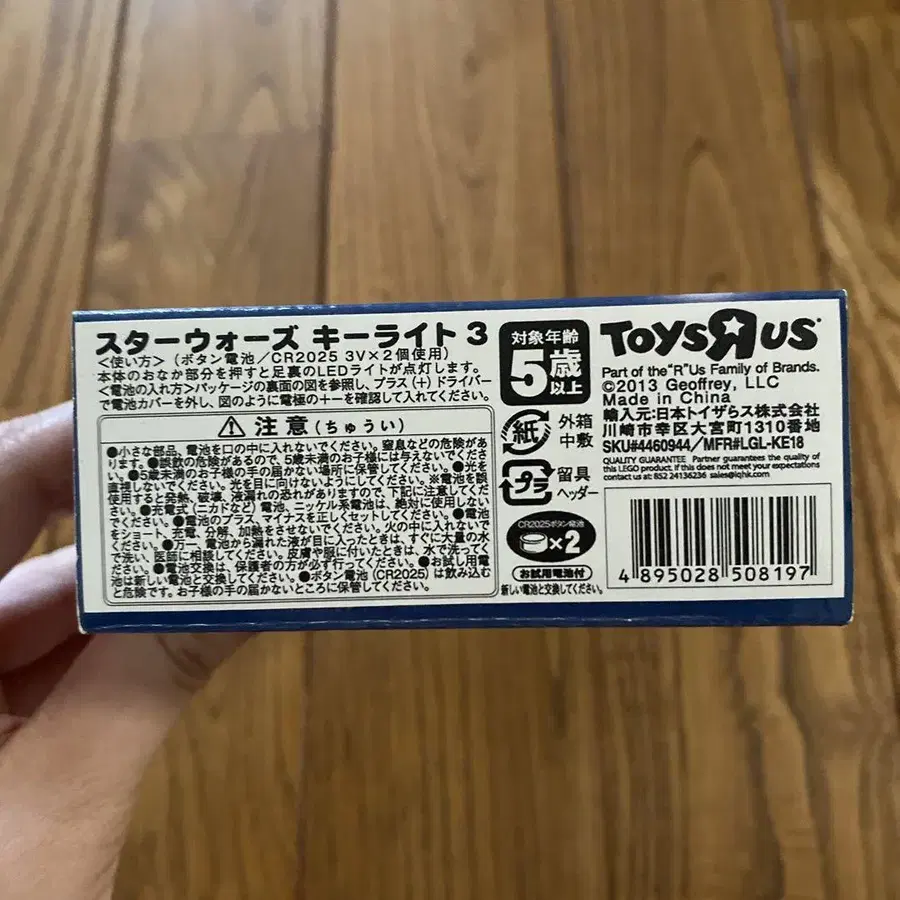 スターウォーズ キーライト 3
<使い方>(ボタン電池/CR2025 3V×2個使用)
本体のおなか部分を押すと足裏のLEDライトが点灯します。
<電池の入れ方>パッケージの裏面の図を参照し、プラス(+)ドライバー
で電池カバーを外し、図のように電極の+−を確認して入れてください。
⚠ 注意(ちゅうい)
●小さな部品、電池を口の中に入れないでください。窒息などの危険があ
ります。●誤飲の危険があるので、5歳未満のお子様には与えないでくださ
い。●5歳未満のお子様の手の届かない場所に保管してください。●光を
直視しないでください。光を目に向けないようにしてください。※電池を誤
使用すると発熱、破壊、液漏れの恐れがありますので、下記に注意してくだ
さい。●充電式(ニカドなど)電池、ニッケル系電池は、絶対に使用しない
でください。●電池のプラス、マイナスを正しくセットしてください。●電池
をショート、充電、分解、加熱をさせないでください。火の中に入れないで
ください。●万一、電池から漏れた液が目に入ったときは、すぐに大量の水
で洗い、医師に相談してください。皮膚や服に付いたときは、水で洗ってく
ださい。●電池交換は、保護者の方が必ず行ってください。●お試し用電
池は新しい電池と交換してください。●ボタン電池(CR2025)は飲み込む
と危険です。お子様の手の届かないところに保管してください。
対象年齢
5歳以上
紙
外箱
中敷
プラ
留具
ヘッダー
CR2025ボタン電池
×2
お試用電池付
新しい電池と交換してください。
TOYSRUS
Part of the "R"Us Family of Brands.
©2013 Geoffrey, LLC
Made in China
輸入元:日本トイザらス株式会社
川崎市幸区大宮町1310番地
SKU#4460944/MFR#LGL-KE18
QUALITY GUARANTEE Partner guarantees the quality of
this LEGO product. If this does not meet your expectations
contact us at: 852 24136236 sales@iqhk.com
4 895028 508197